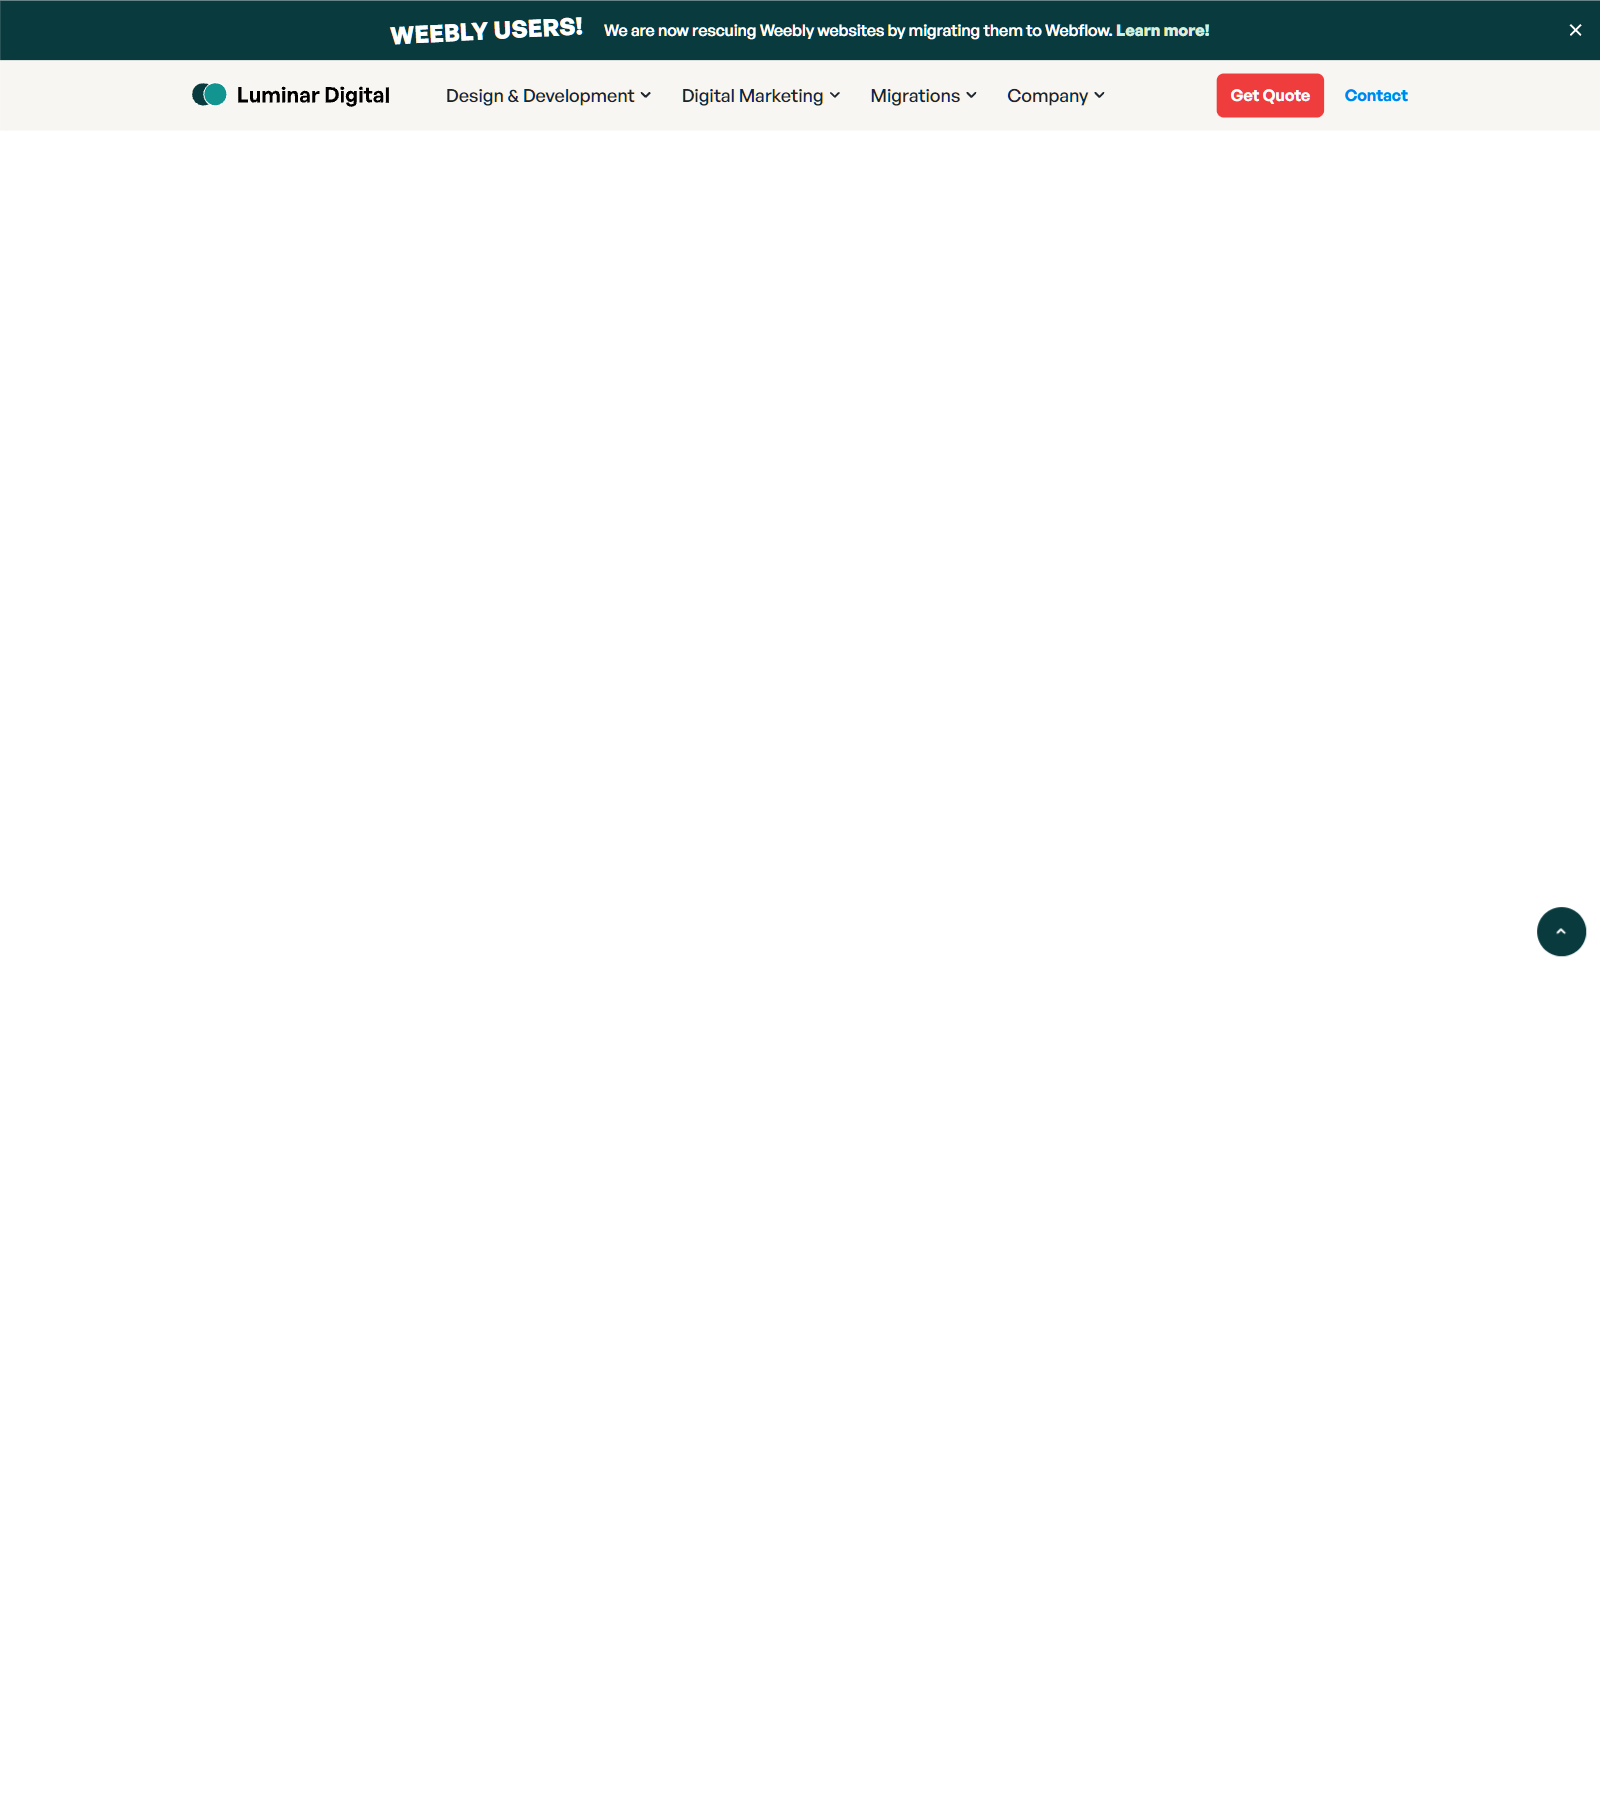 WEEBLY USERS! We are now rescuing Weebly websites by migrating them to Webflow. Learn more!
Luminar Digital Design & Development Digital Marketing Migrations Company Get Quote Contact